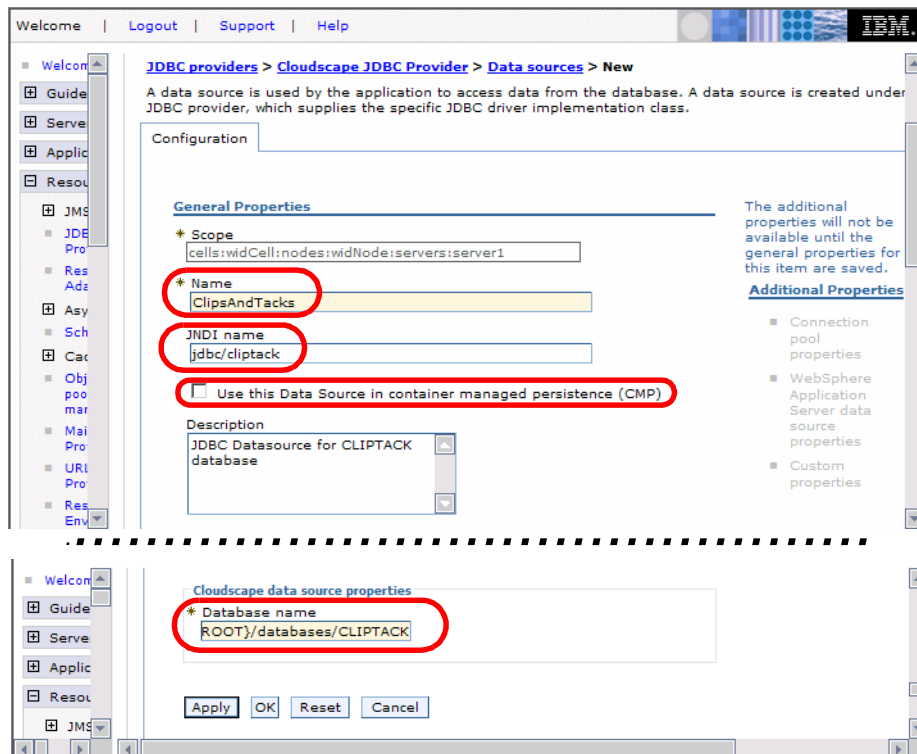 Welcome | Logout | Support | Help
IBM.
Welcom
Guide
Serve
Applic
Resou
JMS
JDB
Pro
Res
Ada
Asy
Sch
Cac
Obj
poo
mar
Mai
Pro
URL
Pro
Res
Env
JDBC providers > Cloudscape JDBC Provider > Data sources > New
A data source is used by the application to access data from the database. A data source is created under
JDBC provider, which supplies the specific JDBC driver implementation class.
Configuration
General Properties
* Scope
cells:widCell:nodes:widNode:servers:server1
* Name
ClipsAndTacks
JNDI name
jdbc/cliptack
Use this Data Source in container managed persistence (CMP)
Description
JDBC Datasource for CLIPTACK
database
The additional
properties will not be
available until the
general properties for
this item are saved.
Additional Properties
Connection
pool
properties
WebSphere
Application
Server data
source
properties
Custom
properties
Welcom
Guide
Serve
Applic
Resou
JMS
Cloudscape data source properties
* Database name
ROOT}/databases/CLIPTACK
Apply OK Reset Cancel